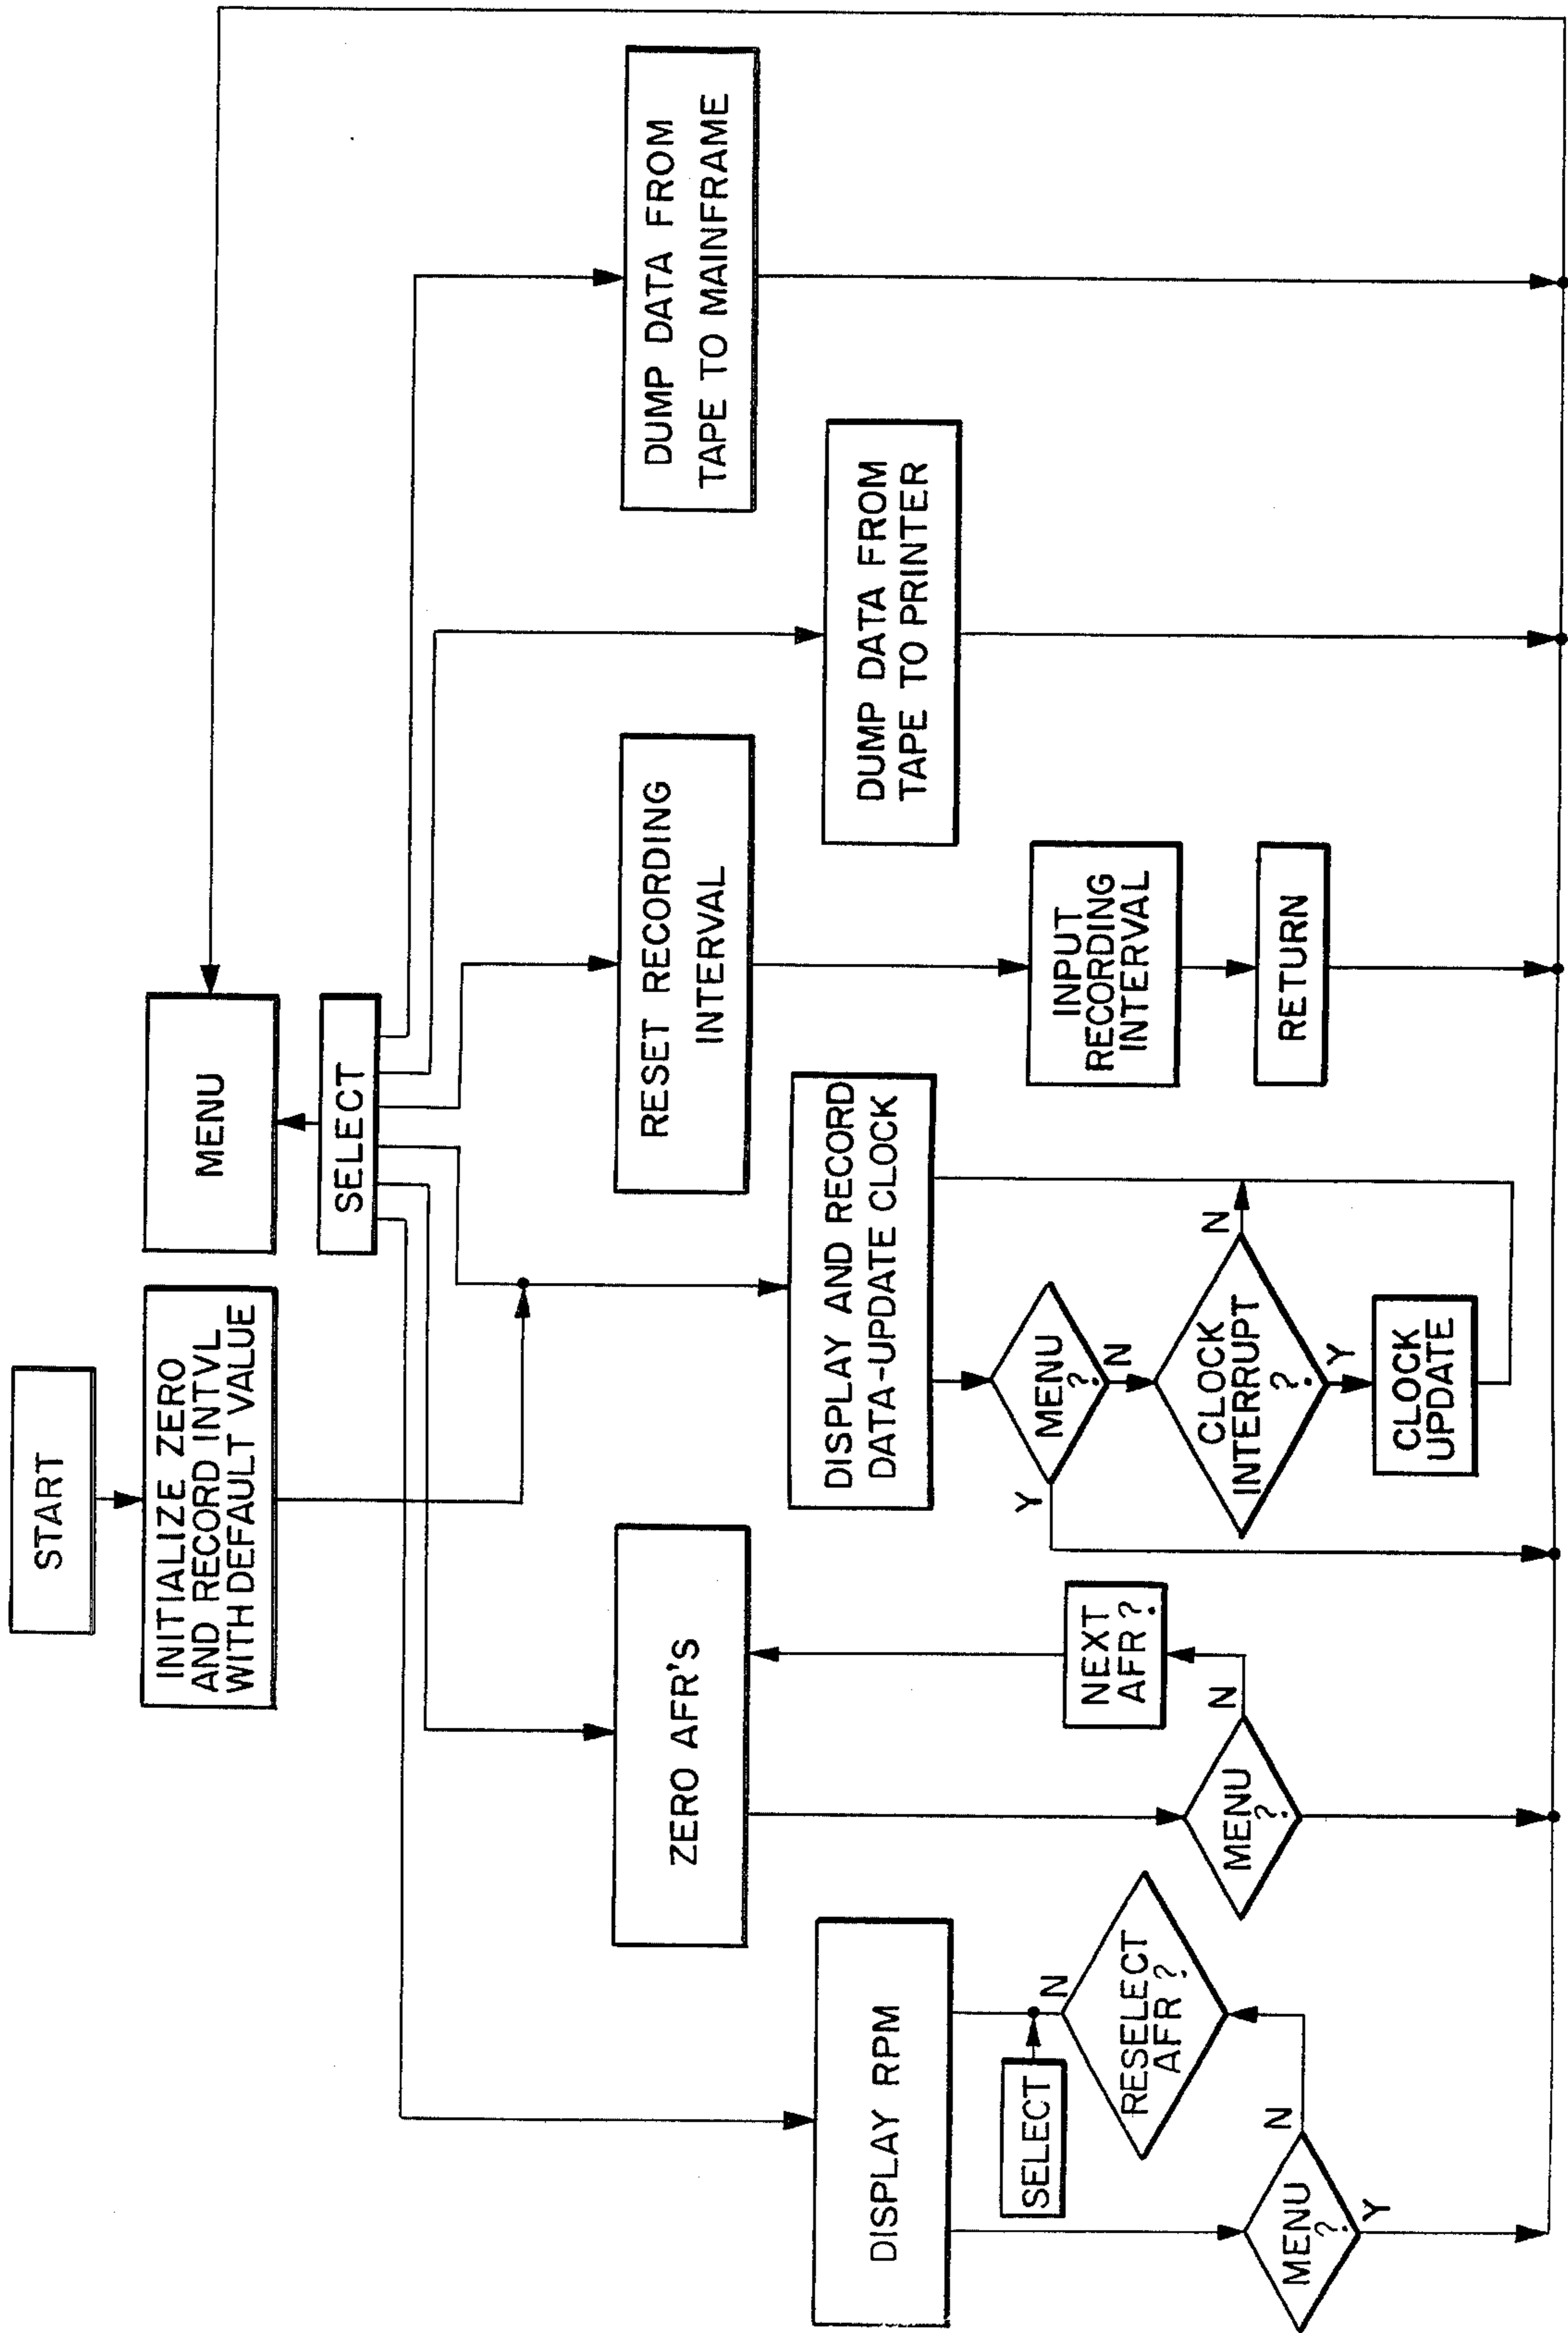 START
INITIALIZE ZERO
AND RECORD INTVL
WITH DEFAULT VALUE
MENU
SELECT
DISPLAY RPM
SELECT
RESELECT
AFR ?
N
MENU
?
N
Y
ZERO AFR'S
NEXT
AFR ?
MENU
?
N
DISPLAY AND RECORD
DATA-UPDATE CLOCK
MENU
?
Y
N
CLOCK
INTERRUPT
?
N
Y
CLOCK
UPDATE
RESET RECORDING
INTERVAL
INPUT
RECORDING
INTERVAL
RETURN
DUMP DATA FROM
TAPE TO PRINTER
DUMP DATA FROM
TAPE TO MAINFRAME